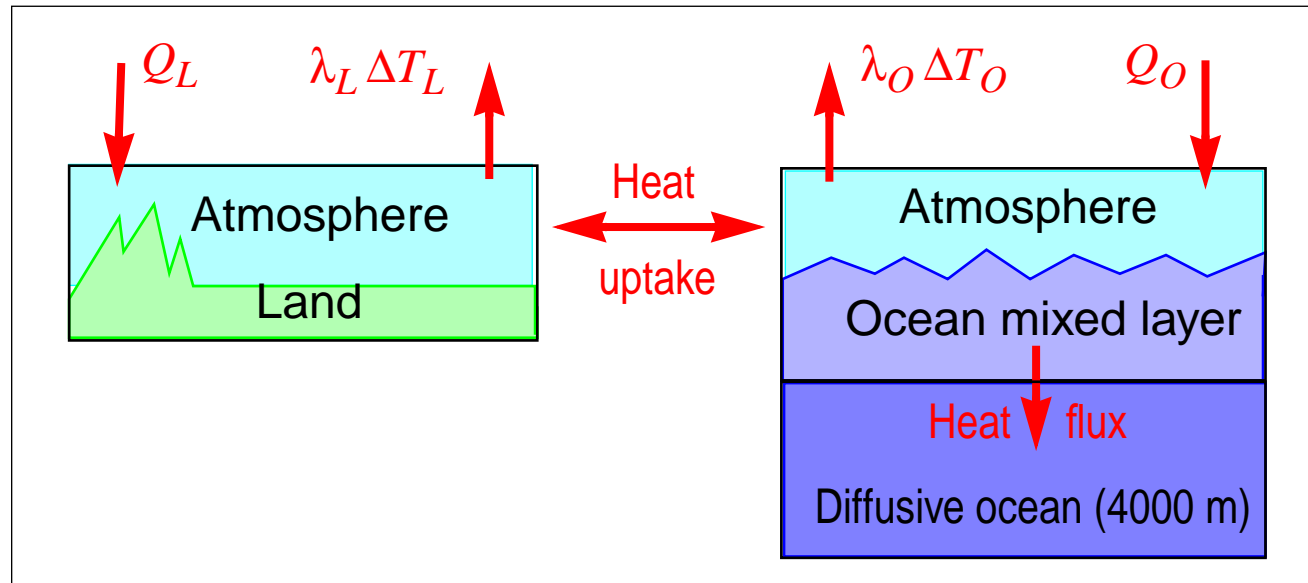 Q_L
λ_L ΔT_L
λ_O ΔT_O
Q_O
Atmosphere
Land
Heat
uptake
Atmosphere
Ocean mixed layer
Heat flux
Diffusive ocean (4000 m)